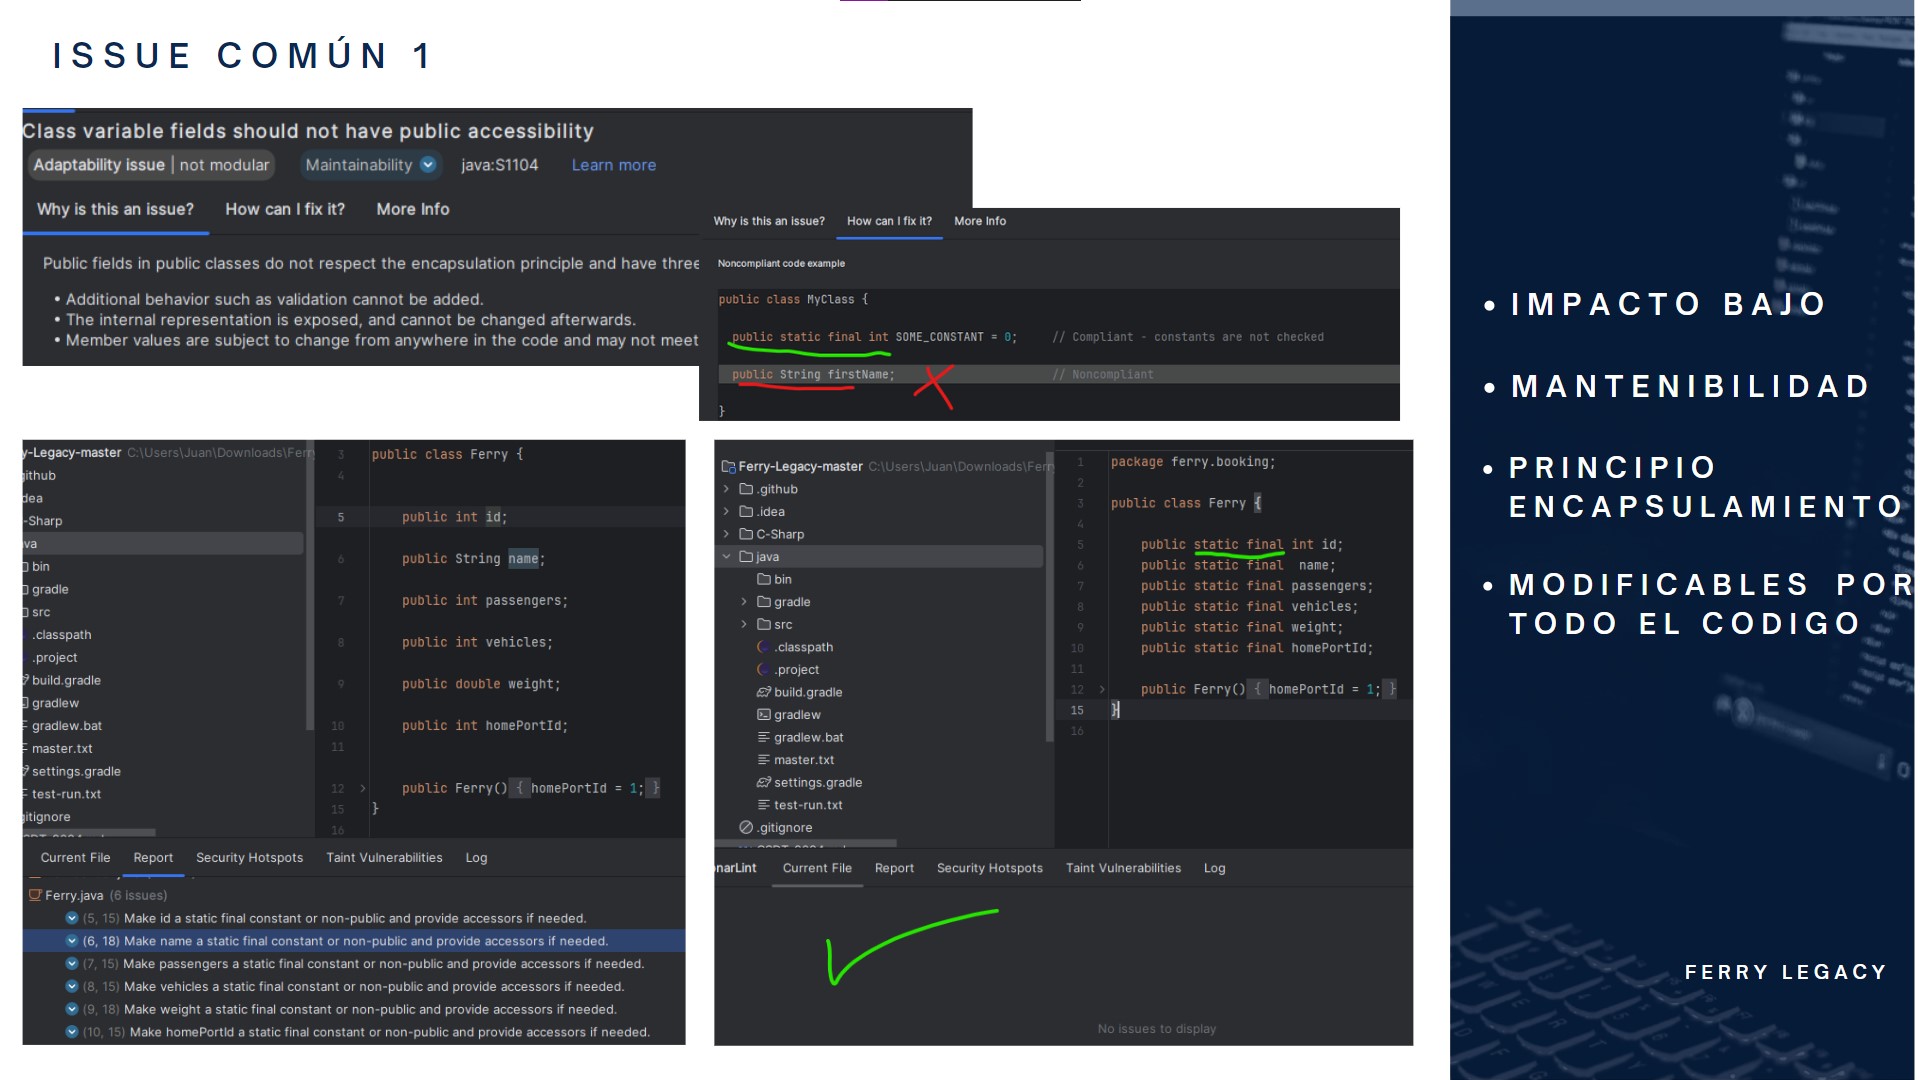 ISSUE COMÚN 1
Class variable fields should not have public accessibility
Adaptability issue | not modular Maintainability java:S1104 Learn more
Why is this an issue? How can I fix it? More Info
Public fields in public classes do not respect the encapsulation principle and have three
• Additional behavior such as validation cannot be added.
• The internal representation is exposed, and cannot be changed afterwards.
• Member values are subject to change from anywhere in the code and may not meet
Why is this an issue? How can I fix it? More Info
Noncompliant code example
public class MyClass {
public static final int SOME_CONSTANT = 0; // Compliant - constants are not checked
public String firstName; // Noncompliant
}
y-Legacy-master C:\Users\Juan\Downloads\Ferr
github
dea
-Sharp
va
bin
gradle
src
.classpath
.project
build.gradle
gradlew
gradlew.bat
master.txt
settings.gradle
test-run.txt
gitignore
3 public class Ferry {
4
5 public int id;
6 public String name;
7 public int passengers;
8 public int vehicles;
9 public double weight;
10 public int homePortId;
11
12 public Ferry() { homePortId = 1; }
15 }
16
Current File Report Security Hotspots Taint Vulnerabilities Log
Ferry.java (6 issues)
(5, 15) Make id a static final constant or non-public and provide accessors if needed.
(6, 18) Make name a static final constant or non-public and provide accessors if needed.
(7, 15) Make passengers a static final constant or non-public and provide accessors if needed.
(8, 15) Make vehicles a static final constant or non-public and provide accessors if needed.
(9, 18) Make weight a static final constant or non-public and provide accessors if needed.
(10, 15) Make homePortId a static final constant or non-public and provide accessors if needed.
Ferry-Legacy-master C:\Users\Juan\Downloads\Ferr
.github
.idea
C-Sharp
java
bin
gradle
src
.classpath
.project
build.gradle
gradlew
gradlew.bat
master.txt
settings.gradle
test-run.txt
.gitignore
1 package ferry.booking;
2
3 public class Ferry {
4
5 public static final int id;
6 public static final name;
7 public static final passengers;
8 public static final vehicles;
9 public static final weight;
10 public static final homePortId;
11
12 public Ferry() { homePortId = 1; }
15 }
16
onarLint Current File Report Security Hotspots Taint Vulnerabilities Log
No issues to display
• IMPACTO BAJO
• MANTENIBILIDAD
• PRINCIPIO
ENCAPSULAMIENTO
• MODIFICABLES POR
TODO EL CODIGO
FERRY LEGACY